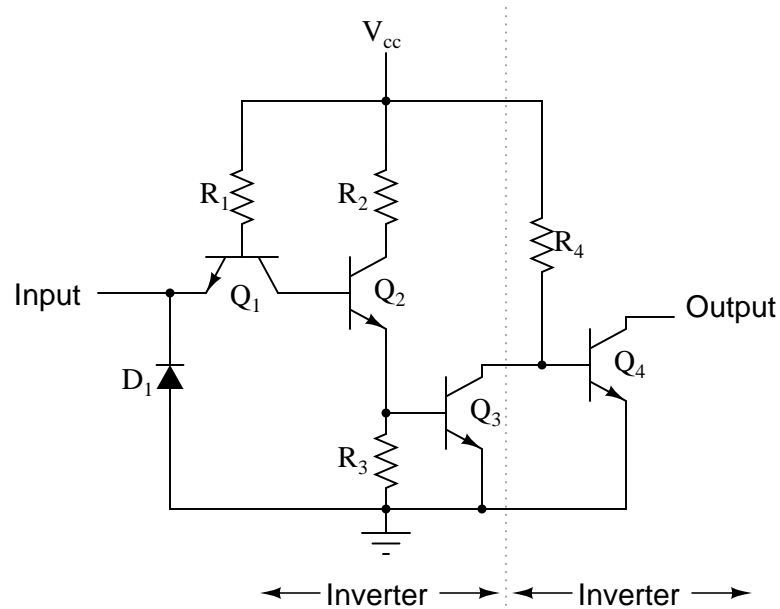 Vcc
R1
R2
R4
Input
Q1
Q2
Output
D1
Q3
Q4
R3
Inverter
Inverter